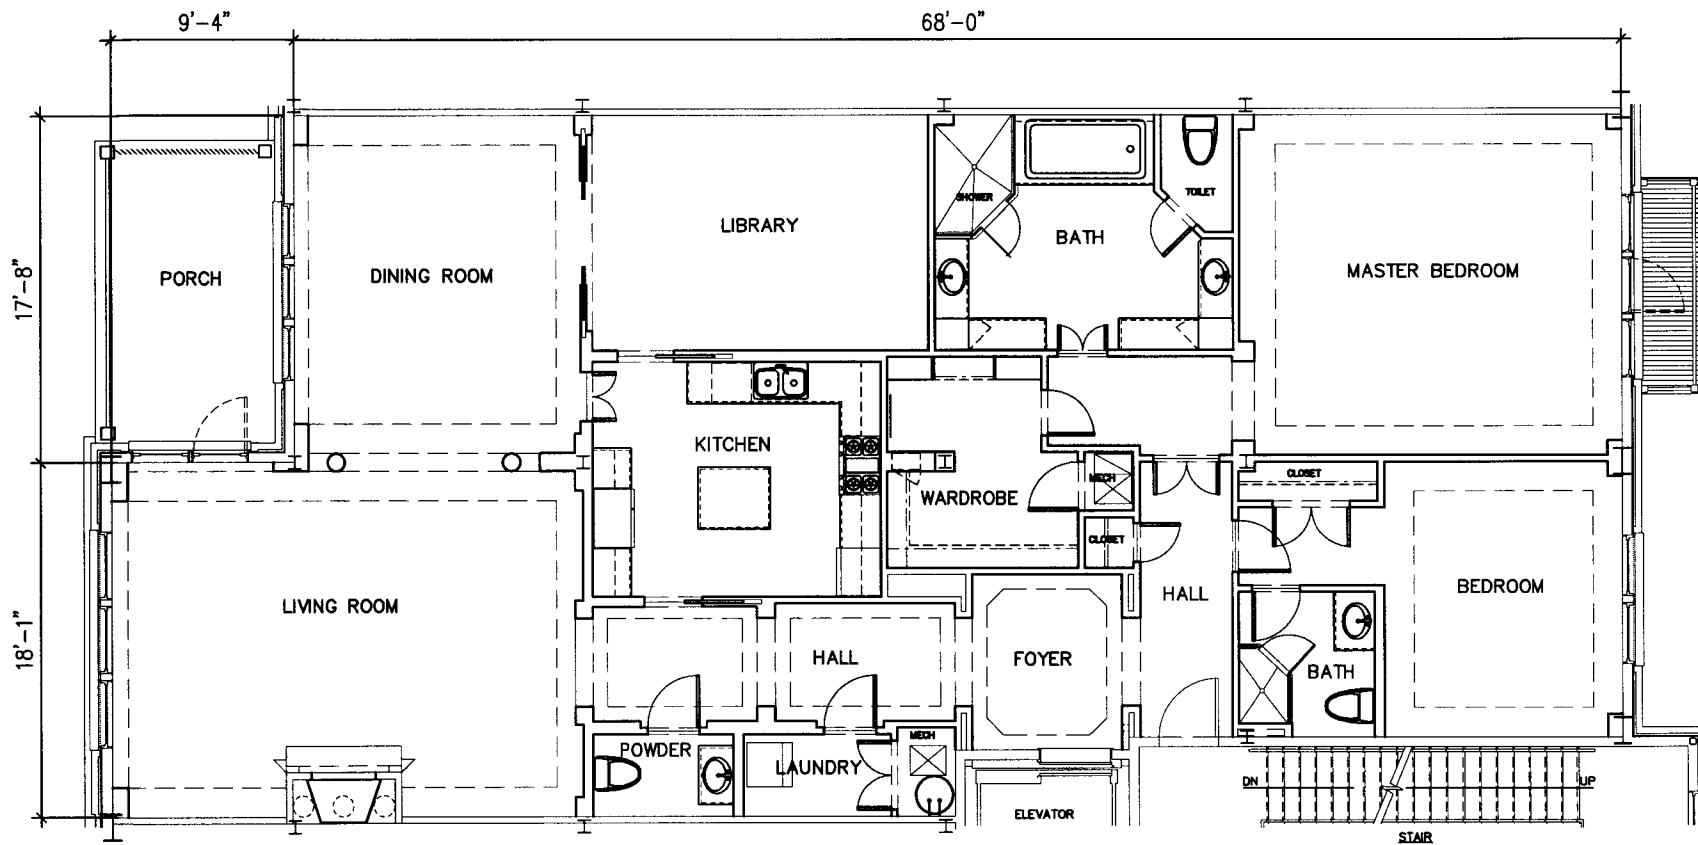 9'-4"
68'-0"
17'-8"
18'-1"
PORCH
DINING ROOM
LIBRARY
SHOWER
BATH
TOILET
MASTER BEDROOM
KITCHEN
WARDROBE
MECH
CLOSET
CLOSET
LIVING ROOM
HALL
FOYER
HALL
BEDROOM
BATH
POWDER
LAUNDRY
MECH
ELEVATOR
DN
UP
STAIR